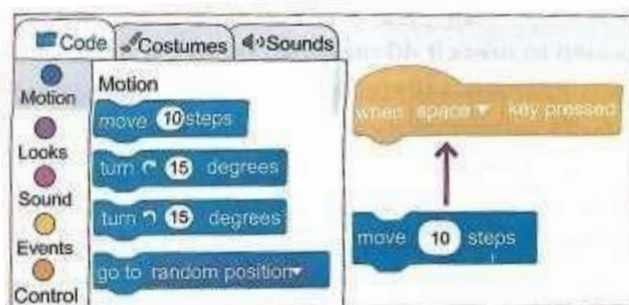 Code Costumes Sounds
Motion
Looks
Sound
Events
Control
Motion
move 10 steps
turn 15 degrees
turn 15 degrees
go to random position
when space key pressed
move 10 steps